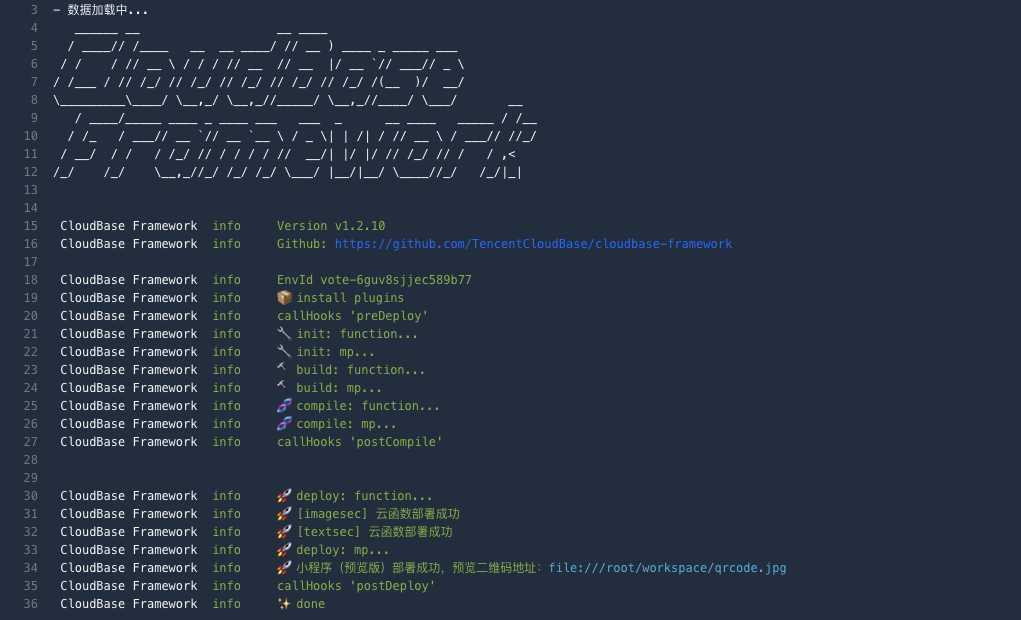 3 - 数据加载中...
4    ______ __                     __ ____
5   / ____// /____   __  __ ____/ // __ ) ____ _ _____ ___
6  / /    / // __ \ / / / // __  // __  |/ __ `// ___// _ \
7 / /___ / // /_/ // /_/ // /_/ // /_/ // /_/ /(__  )/  __/
8 \_________\____/ \__,_/ \__,_//_____/ \__,_//____/ \___/       __
9    / ____/_____ ____ _ ____ ___   ___  _      __ ____   _____ / /__
10   / /_   / ___// __ `// __ `__ \ / _ \| | /| / // __ \ / ___// //_/
11  / __/  / /   / /_/ // / / / / //  __/| |/ |/ // /_/ // /   / ,<
12 /_/    /_/    \__,_//_/ /_/ /_/ \___/ |__/|__/ \____//_/   /_/|_|
13
14
15 CloudBase Framework info Version v1.2.10
16 CloudBase Framework info Github: https://github.com/TencentCloudBase/cloudbase-framework
17
18 CloudBase Framework info EnvId vote-6guv8sjjec589b77
19 CloudBase Framework info 📦 install plugins
20 CloudBase Framework info callHooks 'preDeploy'
21 CloudBase Framework info 🔧 init: function...
22 CloudBase Framework info 🔧 init: mp...
23 CloudBase Framework info 🔨 build: function...
24 CloudBase Framework info 🔨 build: mp...
25 CloudBase Framework info 🧬 compile: function...
26 CloudBase Framework info 🧬 compile: mp...
27 CloudBase Framework info callHooks 'postCompile'
28
29
30 CloudBase Framework info 🚀 deploy: function...
31 CloudBase Framework info 🚀 [imagesec] 云函数部署成功
32 CloudBase Framework info 🚀 [textsec] 云函数部署成功
33 CloudBase Framework info 🚀 deploy: mp...
34 CloudBase Framework info 🚀 小程序（预览版）部署成功，预览二维码地址：file:///root/workspace/qrcode.jpg
35 CloudBase Framework info callHooks 'postDeploy'
36 CloudBase Framework info ✨ done